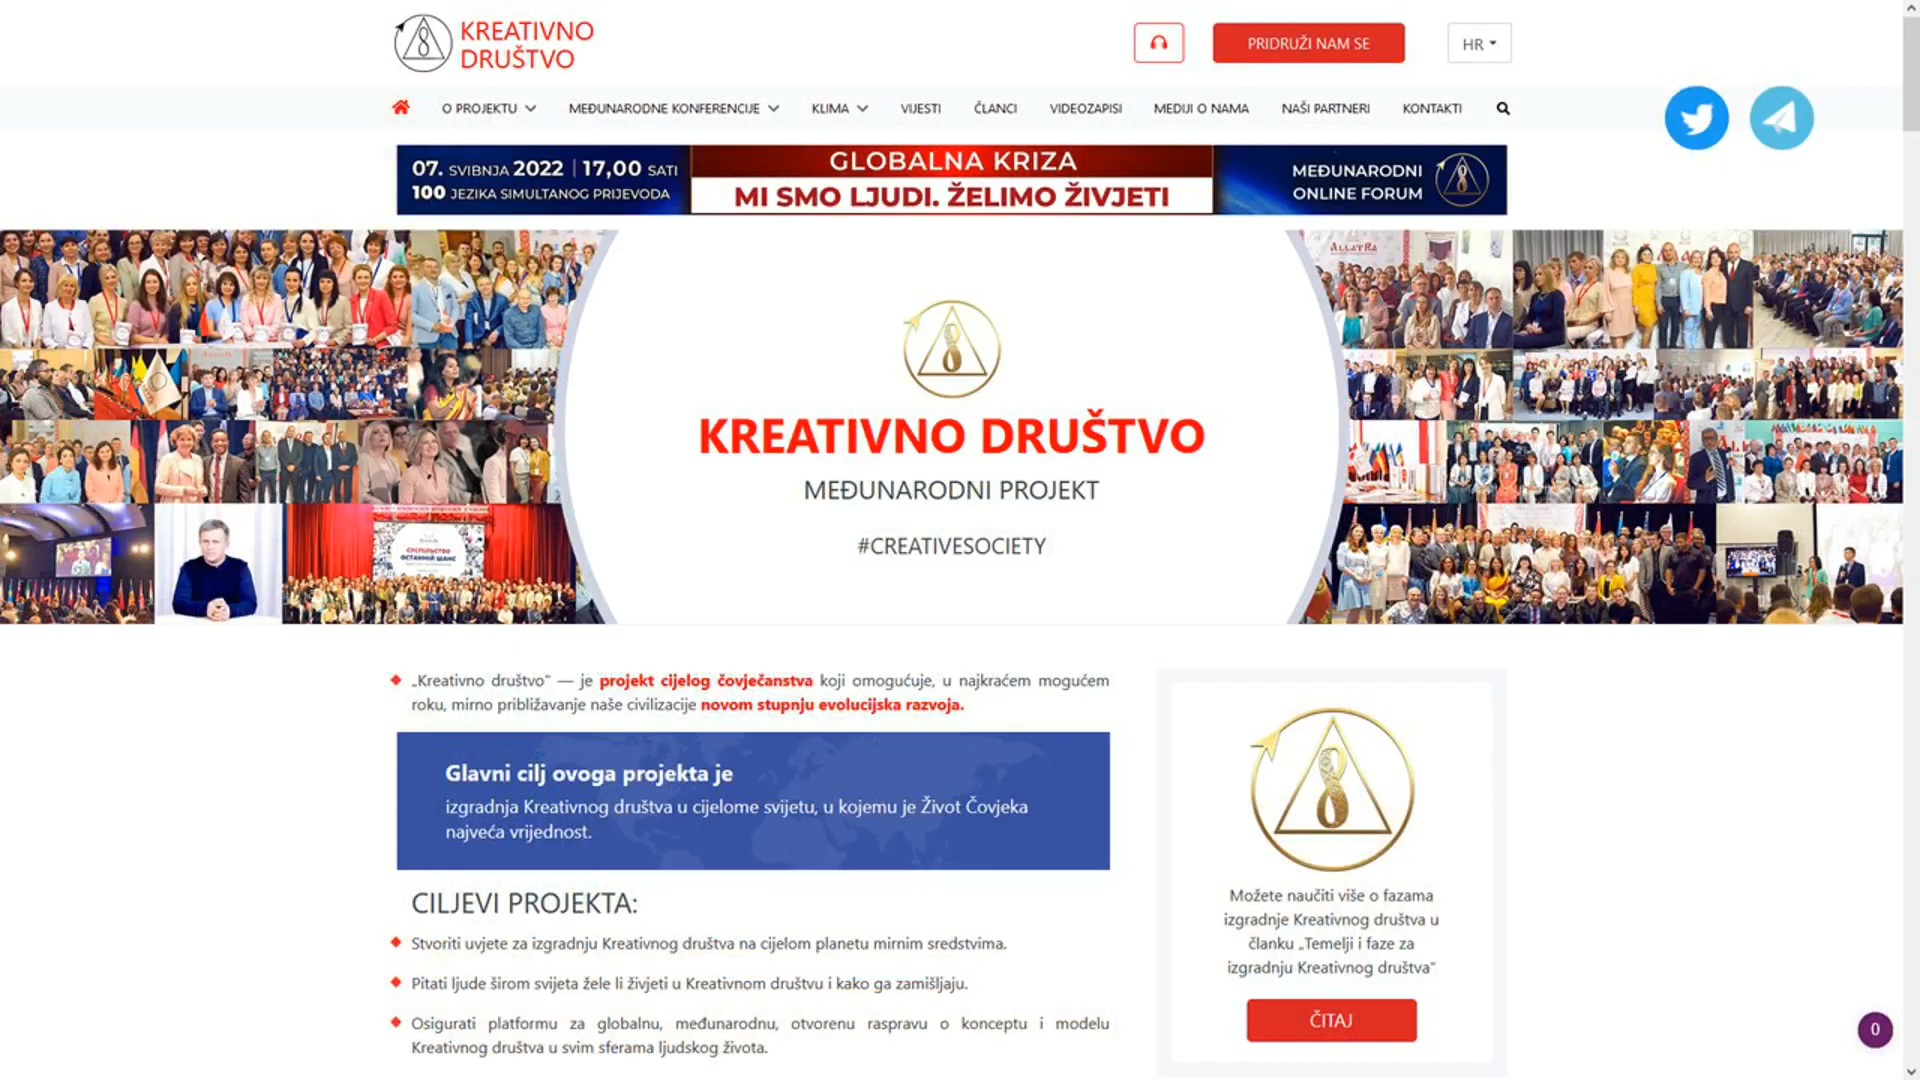 KREATIVNO
DRUŠTVO
PRIDRUŽI NAM SE
HR
O PROJEKTU
MEĐUNARODNE KONFERENCIJE
KLIMA
VIJESTI
ČLANCI
VIDEOZAPISI
MEDIJI O NAMA
NAŠI PARTNERI
KONTAKTI
07. SVIBNJA 2022 | 17,00 SATI
100 JEZIKA SIMULTANOG PRIJEVODA
GLOBALNA KRIZA
MI SMO LJUDI. ŽELIMO ŽIVJETI
MEĐUNARODNI
ONLINE FORUM
ALLATRA
СУСПІЛЬСТВО
ОСТАННІЙ ШАНС
KREATIVNO DRUŠTVO
MEĐUNARODNI PROJEKT
#CREATIVESOCIETY
„Kreativno društvo“ — je projekt cijelog čovječanstva koji omogućuje, u najkraćem mogućem
roku, mirno približavanje naše civilizacije novom stupnju evolucijska razvoja.
Glavni cilj ovoga projekta je
izgradnja Kreativnog društva u cijelome svijetu, u kojemu je Život Čovjeka
najveća vrijednost.
CILJEVI PROJEKTA:
Stvoriti uvjete za izgradnju Kreativnog društva na cijelom planetu mirnim sredstvima.
Pitati ljude širom svijeta žele li živjeti u Kreativnom društvu i kako ga zamišljaju.
Osigurati platformu za globalnu, međunarodnu, otvorenu raspravu o konceptu i modelu
Kreativnog društva u svim sferama ljudskog života.
Možete naučiti više o fazama
izgradnje Kreativnog društva u
članku „Temelji i faze za
izgradnju Kreativnog društva“
ČITAJ
0